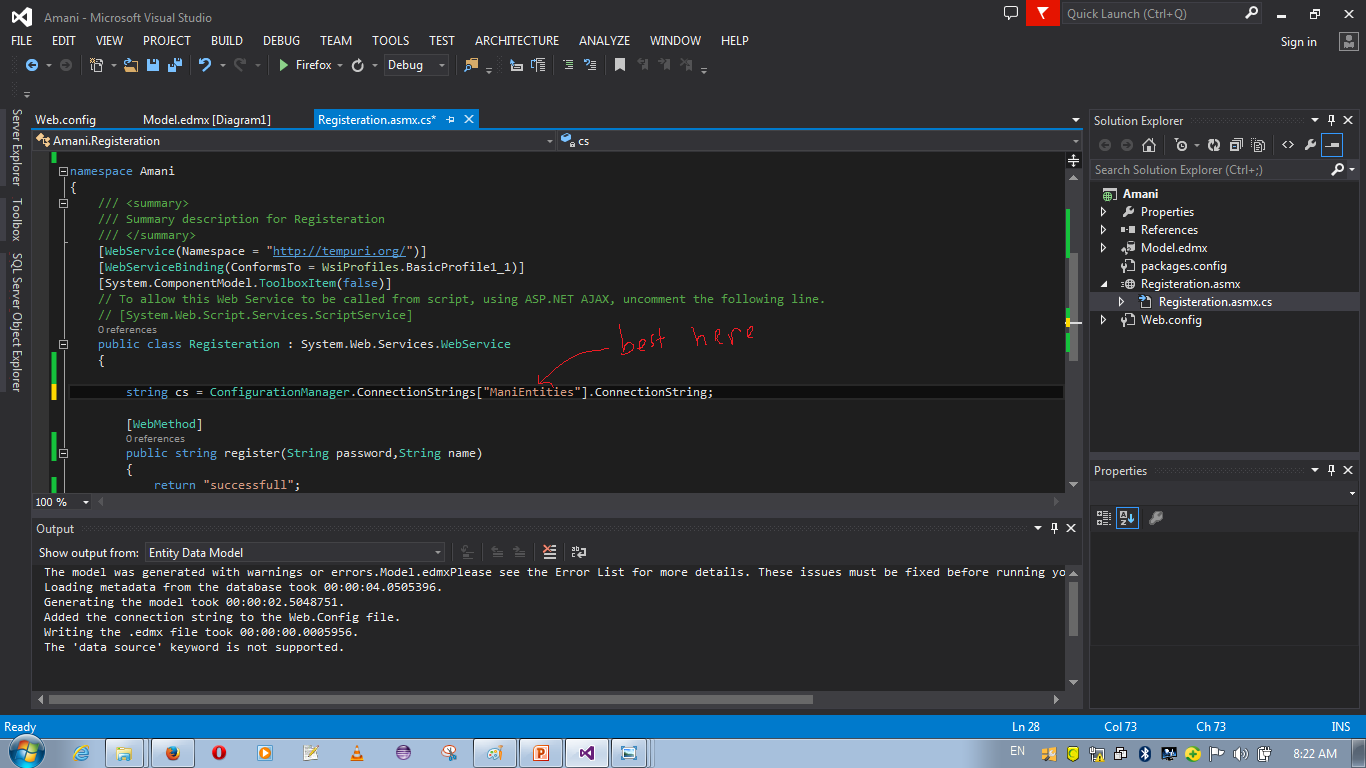 Amani - Microsoft Visual Studio
Quick Launch (Ctrl+Q)
FILE EDIT VIEW PROJECT BUILD DEBUG TEAM TOOLS TEST ARCHITECTURE ANALYZE WINDOW HELP
Sign in
Firefox Debug
Server Explorer
Toolbox
SQL Server Object Explorer
Web.config Model.edmx [Diagram1] Registeration.asmx.cs*
Amani.Registeration cs
namespace Amani
{
/// <summary>
/// Summary description for Registeration
/// </summary>
[WebService(Namespace = "http://tempuri.org/")]
[WebServiceBinding(ConformsTo = WsiProfiles.BasicProfile1_1)]
[System.ComponentModel.ToolboxItem(false)]
// To allow this Web Service to be called from script, using ASP.NET AJAX, uncomment the following line.
// [System.Web.Script.Services.ScriptService]
0 references
best here
public class Registeration : System.Web.Services.WebService
{
string cs = ConfigurationManager.ConnectionStrings["ManiEntities"].ConnectionString;
[WebMethod]
0 references
public string register(String password,String name)
{
return "successfull";
100 %
Output
Show output from: Entity Data Model
The model was generated with warnings or errors.Model.edmxPlease see the Error List for more details. These issues must be fixed before running yo
Loading metadata from the database took 00:00:04.0505396.
Generating the model took 00:00:02.5048751.
Added the connection string to the Web.Config file.
Writing the .edmx file took 00:00:00.0005956.
The 'data source' keyword is not supported.
Solution Explorer
Search Solution Explorer (Ctrl+;)
Amani
Properties
References
Model.edmx
packages.config
Registeration.asmx
Registeration.asmx.cs
Web.config
Properties
Ready Ln 28 Col 73 Ch 73 INS
EN 8:22 AM